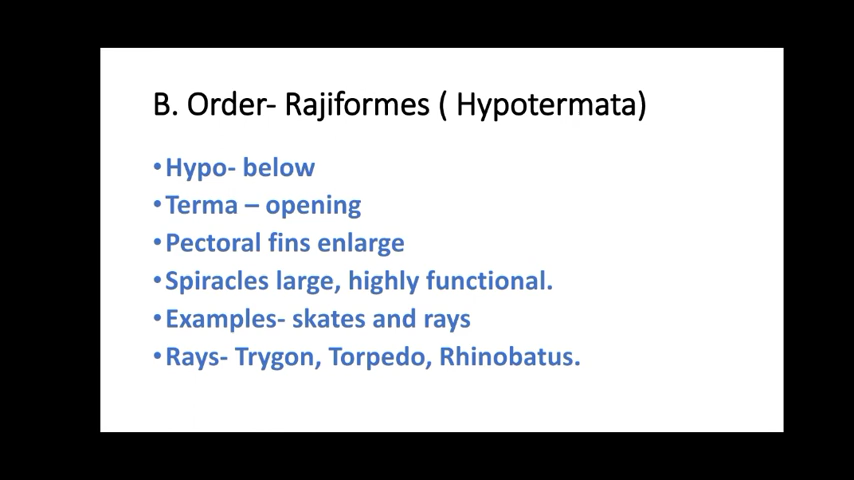 B. Order- Rajiformes ( Hypotermata)
•Hypo- below
•Terma – opening
•Pectoral fins enlarge
•Spiracles large, highly functional.
•Examples- skates and rays
•Rays- Trygon, Torpedo, Rhinobatus.